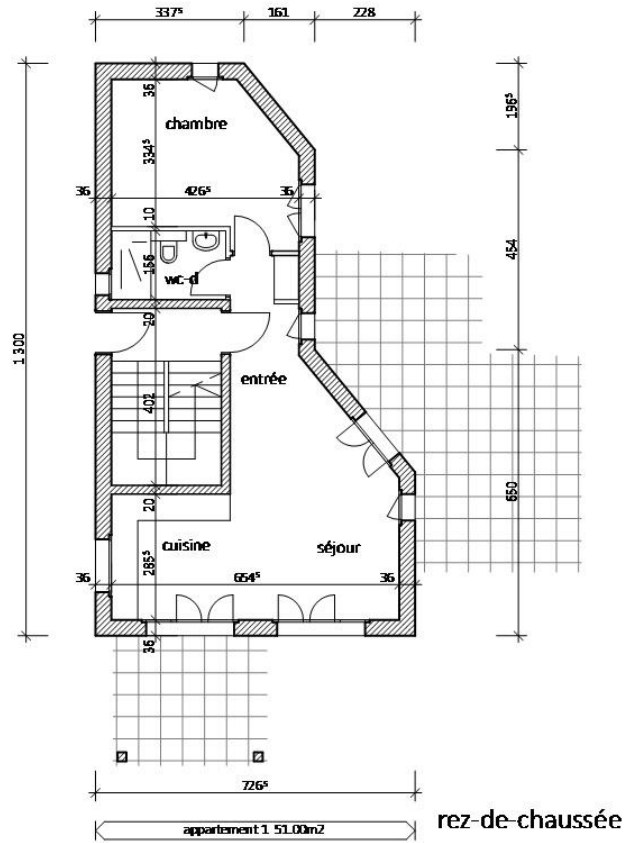 337⁵ 161 228
36
196⁵
chambre
334⁵
36 426⁵ 36
10
454
wc-d
166
20
1 300
entrée
402
20
650
cuisine séjour
285⁵
36 654⁵ 36
36
726⁵
rez-de-chaussée
appartement 1 51.00m2